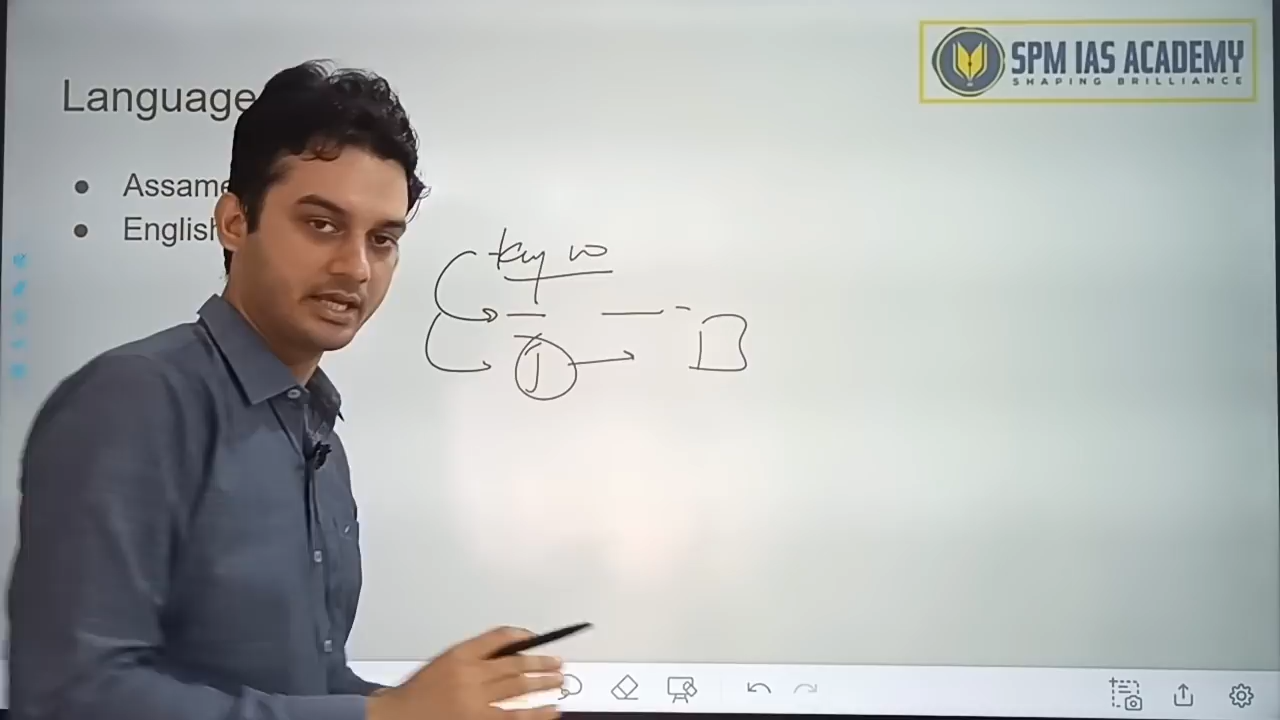 SPM IAS ACADEMY
SHAPING BRILLIANCE
Language
• Assame
• English
key w